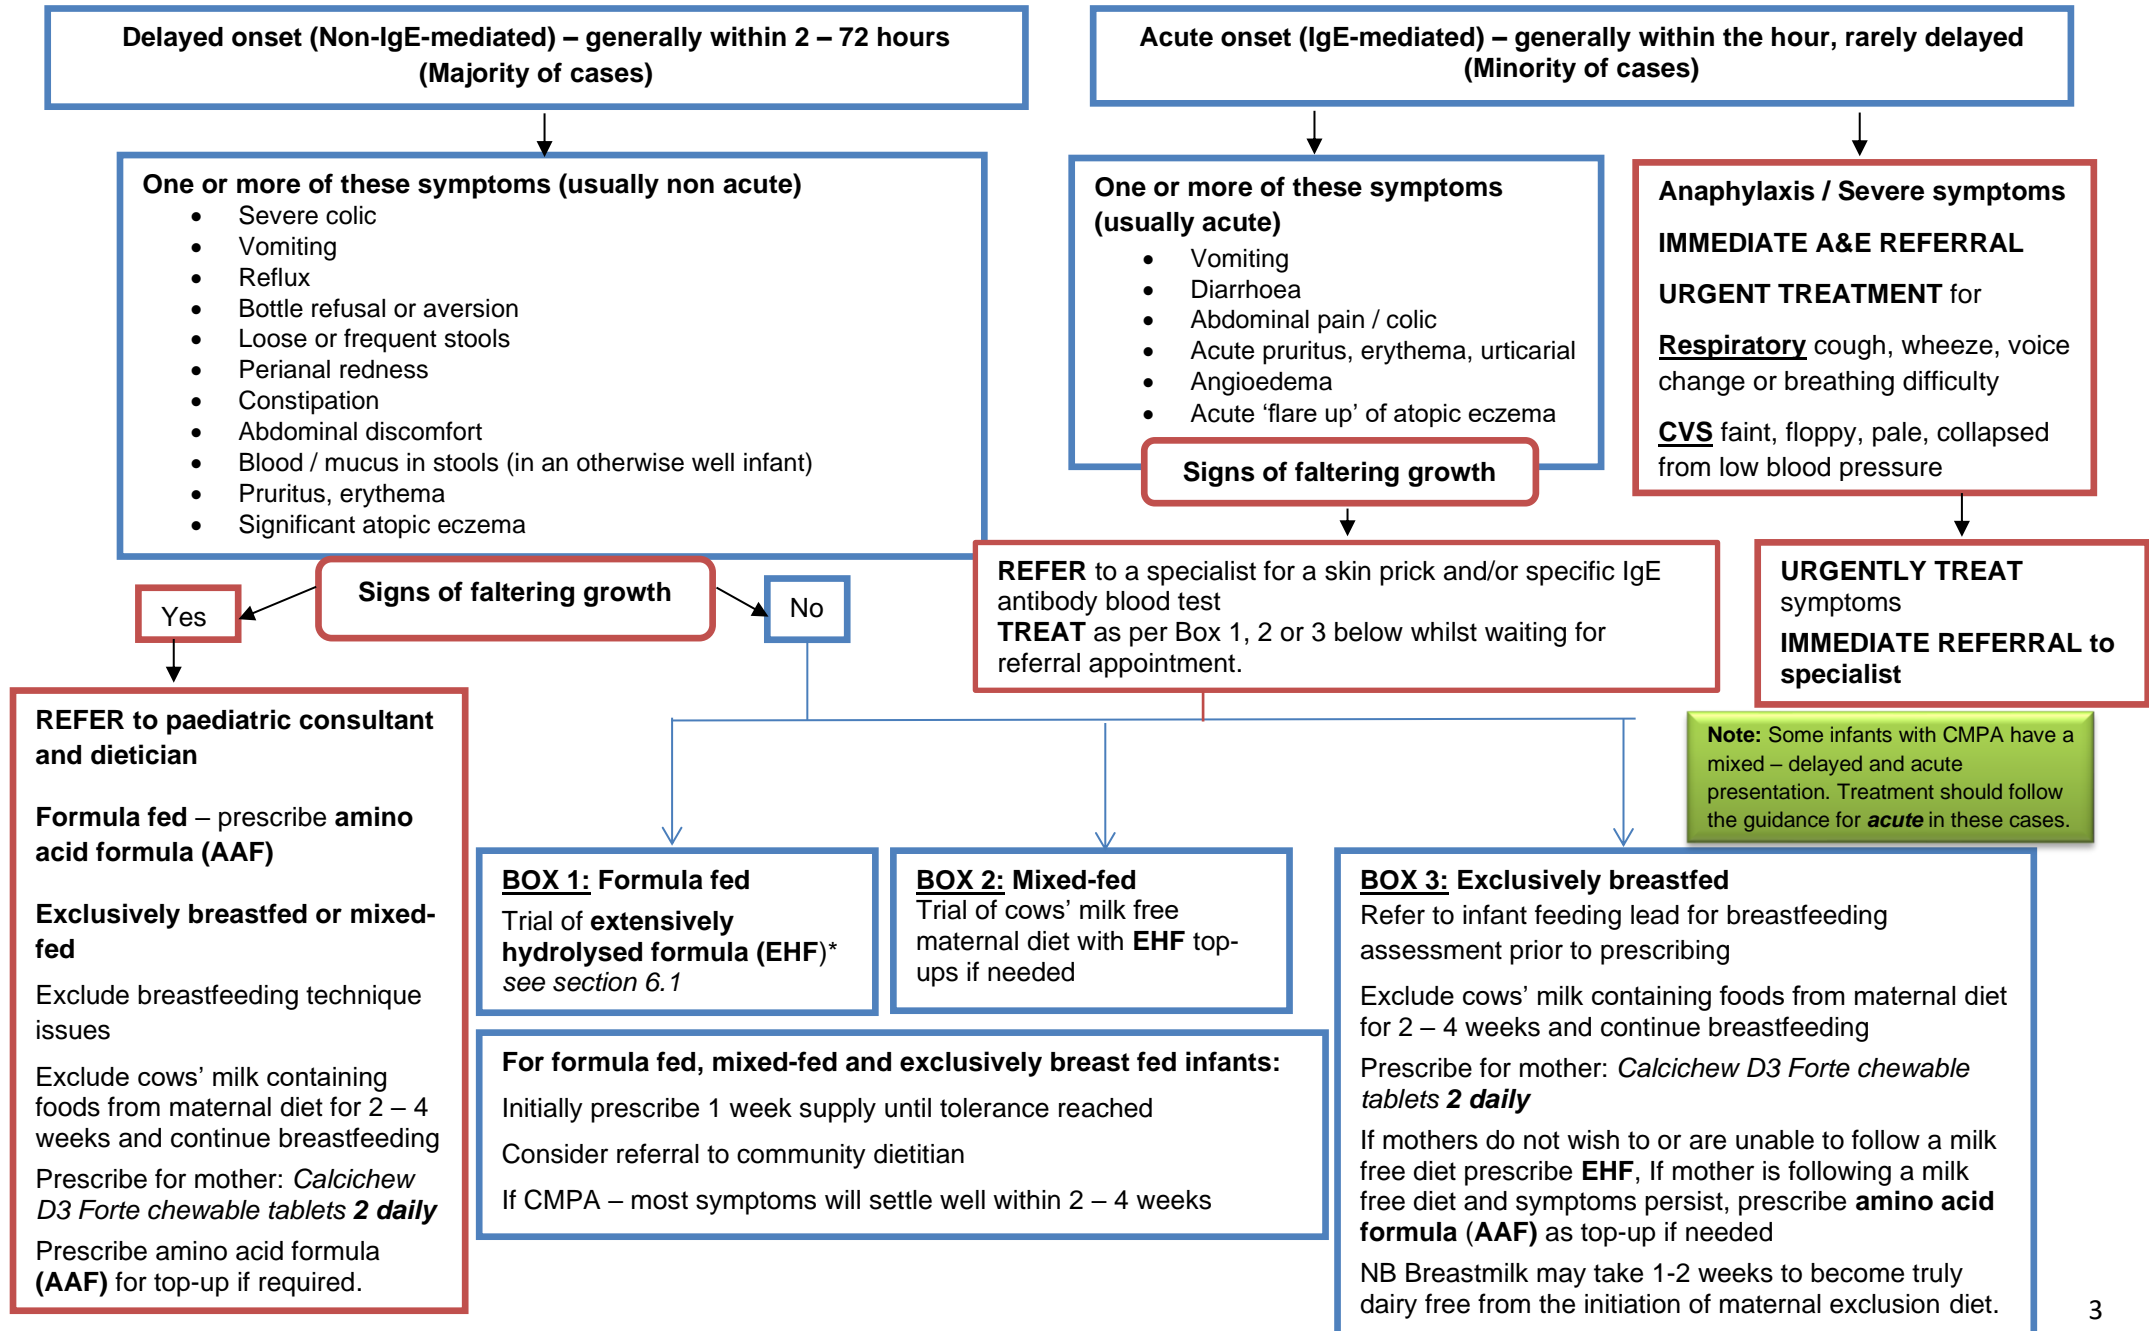 Delayed onset (Non-IgE-mediated) – generally within 2 – 72 hours
(Majority of cases)
Acute onset (IgE-mediated) – generally within the hour, rarely delayed
(Minority of cases)
One or more of these symptoms (usually non acute)
• Severe colic
• Vomiting
• Reflux
• Bottle refusal or aversion
• Loose or frequent stools
• Perianal redness
• Constipation
• Abdominal discomfort
• Blood / mucus in stools (in an otherwise well infant)
• Pruritus, erythema
• Significant atopic eczema
One or more of these symptoms
(usually acute)
• Vomiting
• Diarrhoea
• Abdominal pain / colic
• Acute pruritus, erythema, urticarial
• Angioedema
• Acute ‘flare up’ of atopic eczema
Signs of faltering growth
Anaphylaxis / Severe symptoms
IMMEDIATE A&E REFERRAL
URGENT TREATMENT for
Respiratory cough, wheeze, voice
change or breathing difficulty
CVS faint, floppy, pale, collapsed
from low blood pressure
Yes
Signs of faltering growth
No
REFER to a specialist for a skin prick and/or specific IgE
antibody blood test
TREAT as per Box 1, 2 or 3 below whilst waiting for
referral appointment.
URGENTLY TREAT
symptoms
IMMEDIATE REFERRAL to
specialist
Note: Some infants with CMPA have a
mixed – delayed and acute
presentation. Treatment should follow
the guidance for acute in these cases.
REFER to paediatric consultant
and dietician
Formula fed – prescribe amino
acid formula (AAF)
Exclusively breastfed or mixed-
fed
Exclude breastfeeding technique
issues
Exclude cows’ milk containing
foods from maternal diet for 2 – 4
weeks and continue breastfeeding
Prescribe for mother: Calcichew
D3 Forte chewable tablets 2 daily
Prescribe amino acid formula
(AAF) for top-up if required.
BOX 1: Formula fed
Trial of extensively
hydrolysed formula (EHF)*
see section 6.1
BOX 2: Mixed-fed
Trial of cows’ milk free
maternal diet with EHF top-
ups if needed
For formula fed, mixed-fed and exclusively breast fed infants:
Initially prescribe 1 week supply until tolerance reached
Consider referral to community dietitian
If CMPA – most symptoms will settle well within 2 – 4 weeks
BOX 3: Exclusively breastfed
Refer to infant feeding lead for breastfeeding
assessment prior to prescribing
Exclude cows’ milk containing foods from maternal diet
for 2 – 4 weeks and continue breastfeeding
Prescribe for mother: Calcichew D3 Forte chewable
tablets 2 daily
If mothers do not wish to or are unable to follow a milk
free diet prescribe EHF, If mother is following a milk
free diet and symptoms persist, prescribe amino acid
formula (AAF) as top-up if needed
NB Breastmilk may take 1-2 weeks to become truly
dairy free from the initiation of maternal exclusion diet.
3